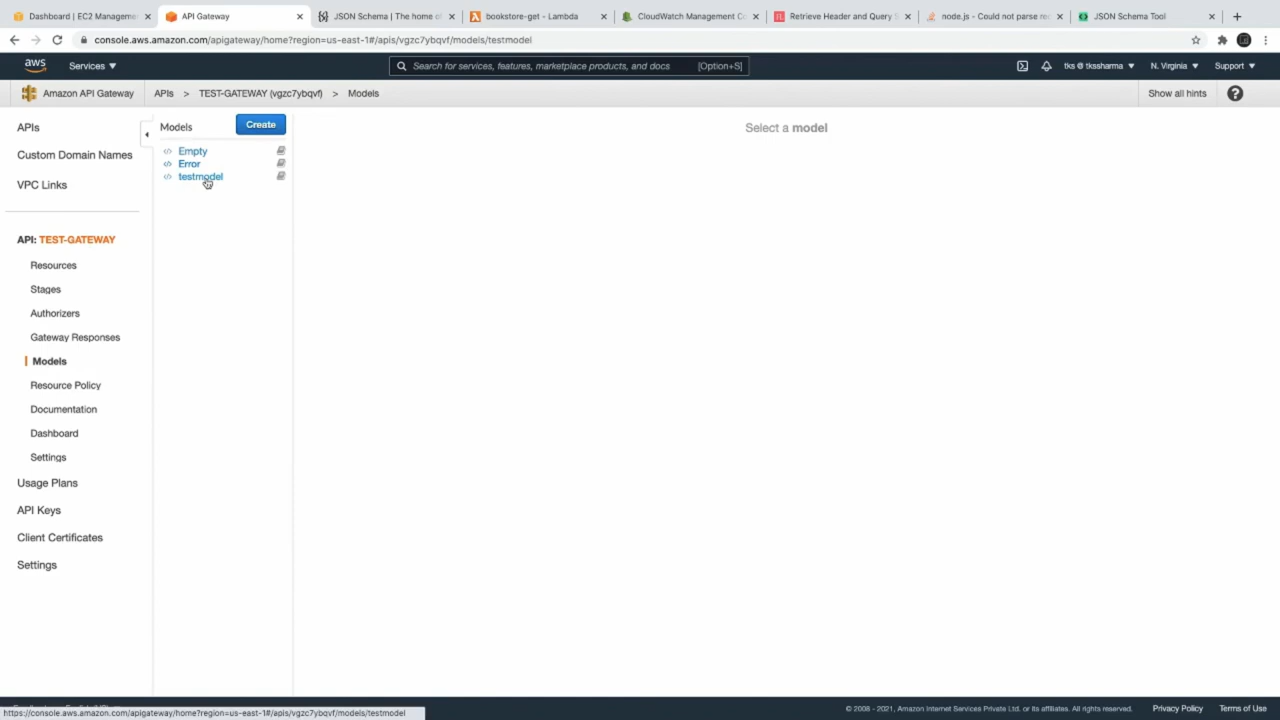 Dashboard | EC2 Manageme
API Gateway
JSON Schema | The home of
bookstore-get - Lambda
CloudWatch Management Co
Retrieve Header and Query S
node.js - Could not parse req
JSON Schema Tool
console.aws.amazon.com/apigateway/home?region=us-east-1#/apis/vgzc7ybqvf/models/testmodel
aws
Services
Search for services, features, marketplace products, and docs
[Option+S]
tks @ tkssharma
N. Virginia
Support
Amazon API Gateway
APIs > TEST-GATEWAY (vgzc7ybqvf) > Models
Show all hints
APIs
Custom Domain Names
VPC Links
API: TEST-GATEWAY
Resources
Stages
Authorizers
Gateway Responses
Models
Resource Policy
Documentation
Dashboard
Settings
Usage Plans
API Keys
Client Certificates
Settings
Models
Create
Empty
Error
testmodel
Select a model
https://console.aws.amazon.com/apigateway/home?region=us-east-1#/apis/vgzc7ybqvf/models/testmodel
© 2008 - 2021, Amazon Internet Services Private Ltd. or its affiliates. All rights reserved.
Privacy Policy
Terms of Use